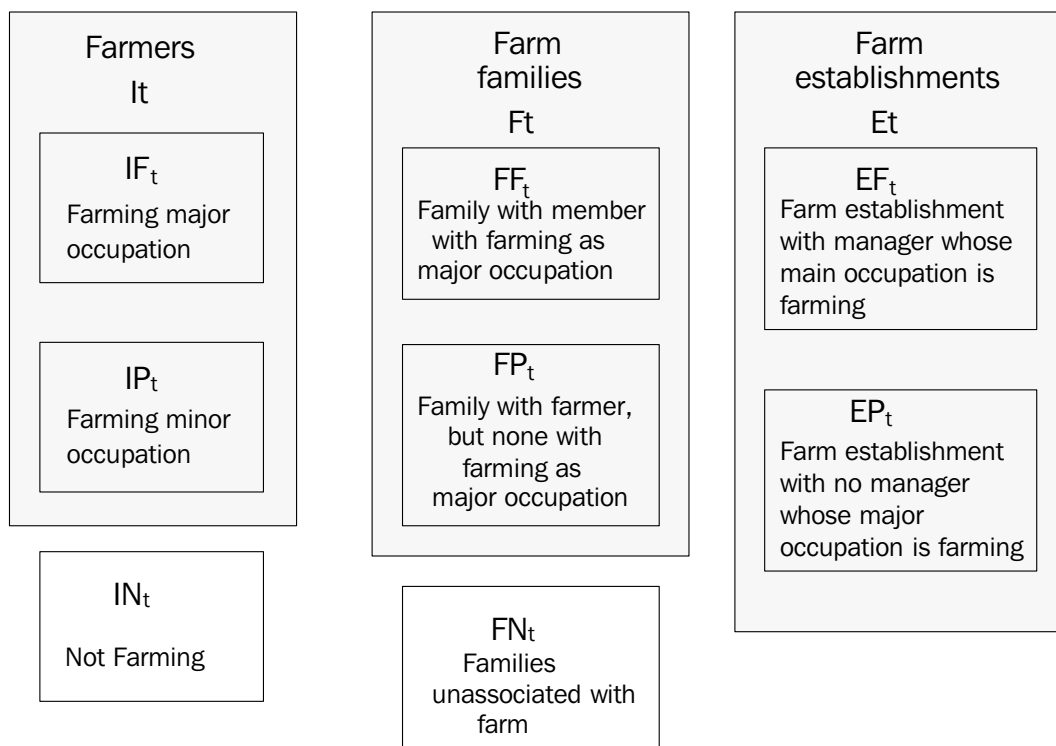 Farmers
It
IFₜ
Farming major
occupation
IPₜ
Farming minor
occupation
INₜ
Not Farming
Farm
families
Ft
FFₜ
Family with member
with farming as
major occupation
FPₜ
Family with farmer,
but none with
farming as
major occupation
FNₜ
Families
unassociated with
farm
Farm
establishments
Et
EFₜ
Farm establishment
with manager whose
main occupation is
farming
EPₜ
Farm establishment
with no manager
whose major
occupation is farming